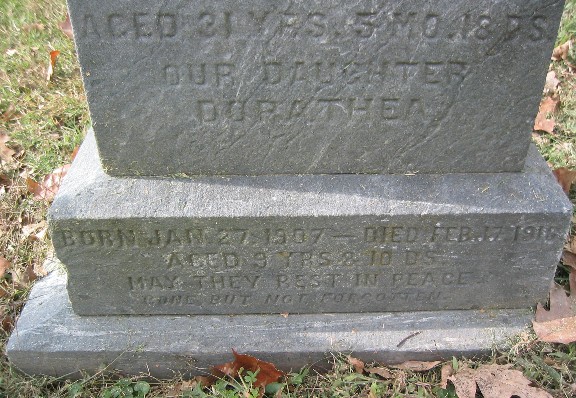 AGED 31 YRS. 5 MO. 18 DS
OUR DAUGHTER
DORATHEA
BORN JAN. 27. 1907 — DIED FEB. 17. 1916
AGED 9 YRS & 10 DS
MAY THEY REST IN PEACE
GONE BUT NOT FORGOTTEN